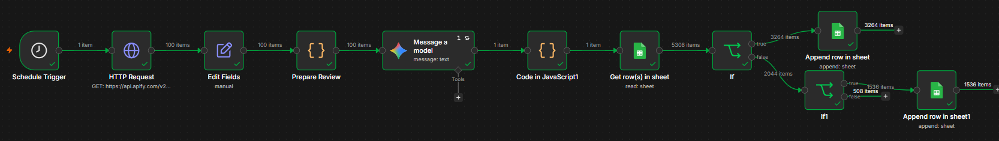 Schedule Trigger
1 item
HTTP Request
GET: https://api.apify.com/v2...
100 items
Edit Fields
manual
100 items
{ }
Prepare Review
100 items
Message a
model
message: text
1
Tools
+
1 item
{ }
Code in JavaScript1
1 item
Get row(s) in sheet
read: sheet
5308 items
If
true
false
3264 items
Append row in sheet
append: sheet
3264 items
+
2044 items
If1
true
false
1536 items
508 items
+
Append row in sheet1
append: sheet
1536 items
+